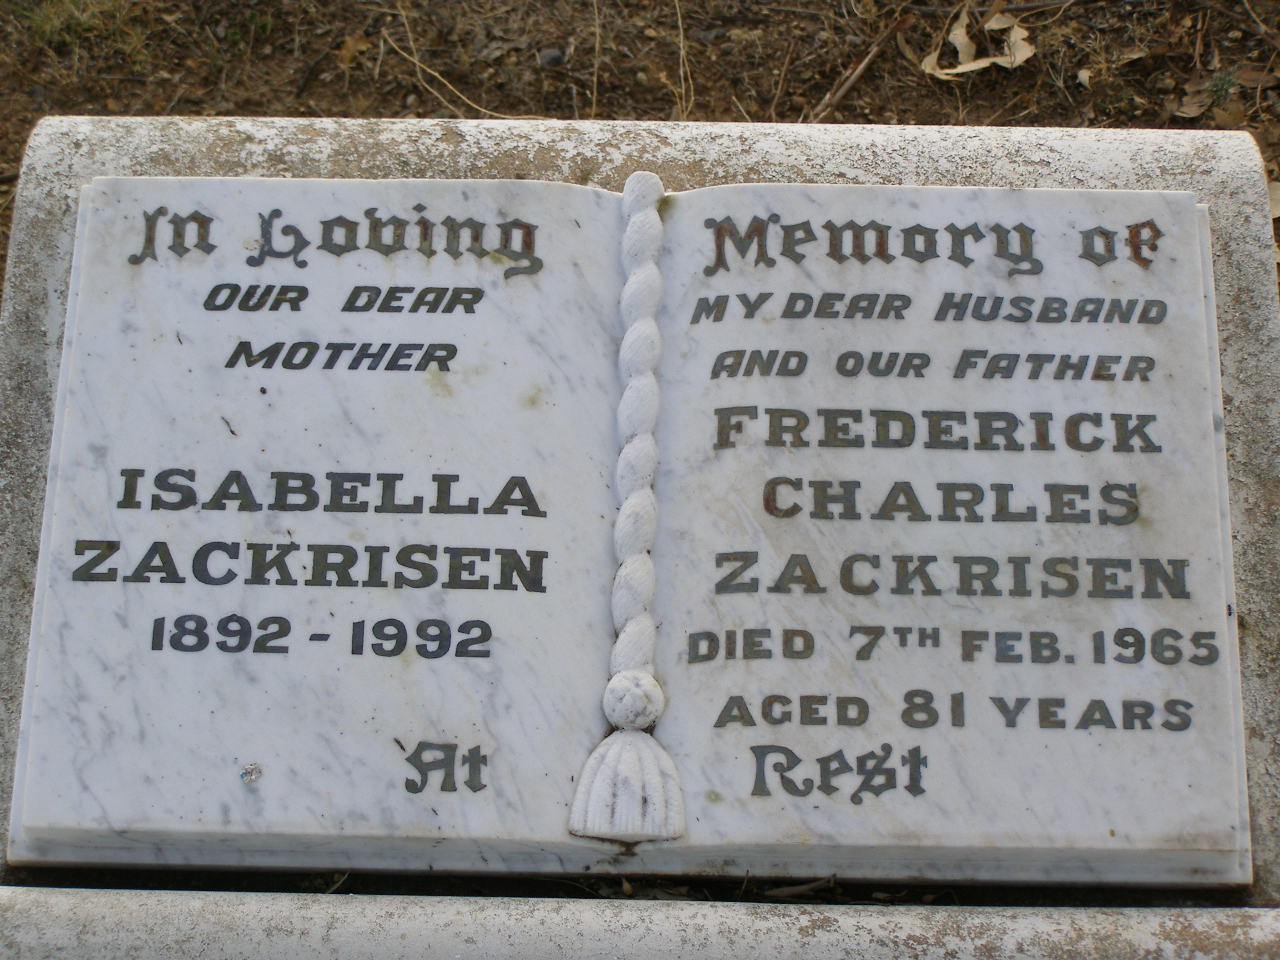 In Loving
OUR DEAR
MOTHER
ISABELLA
ZACKRISEN
1892 - 1992
At
Memory of
MY DEAR HUSBAND
AND OUR FATHER
FREDERICK
CHARLES
ZACKRISEN
DIED 7TH FEB. 1965
AGED 81 YEARS
Rest